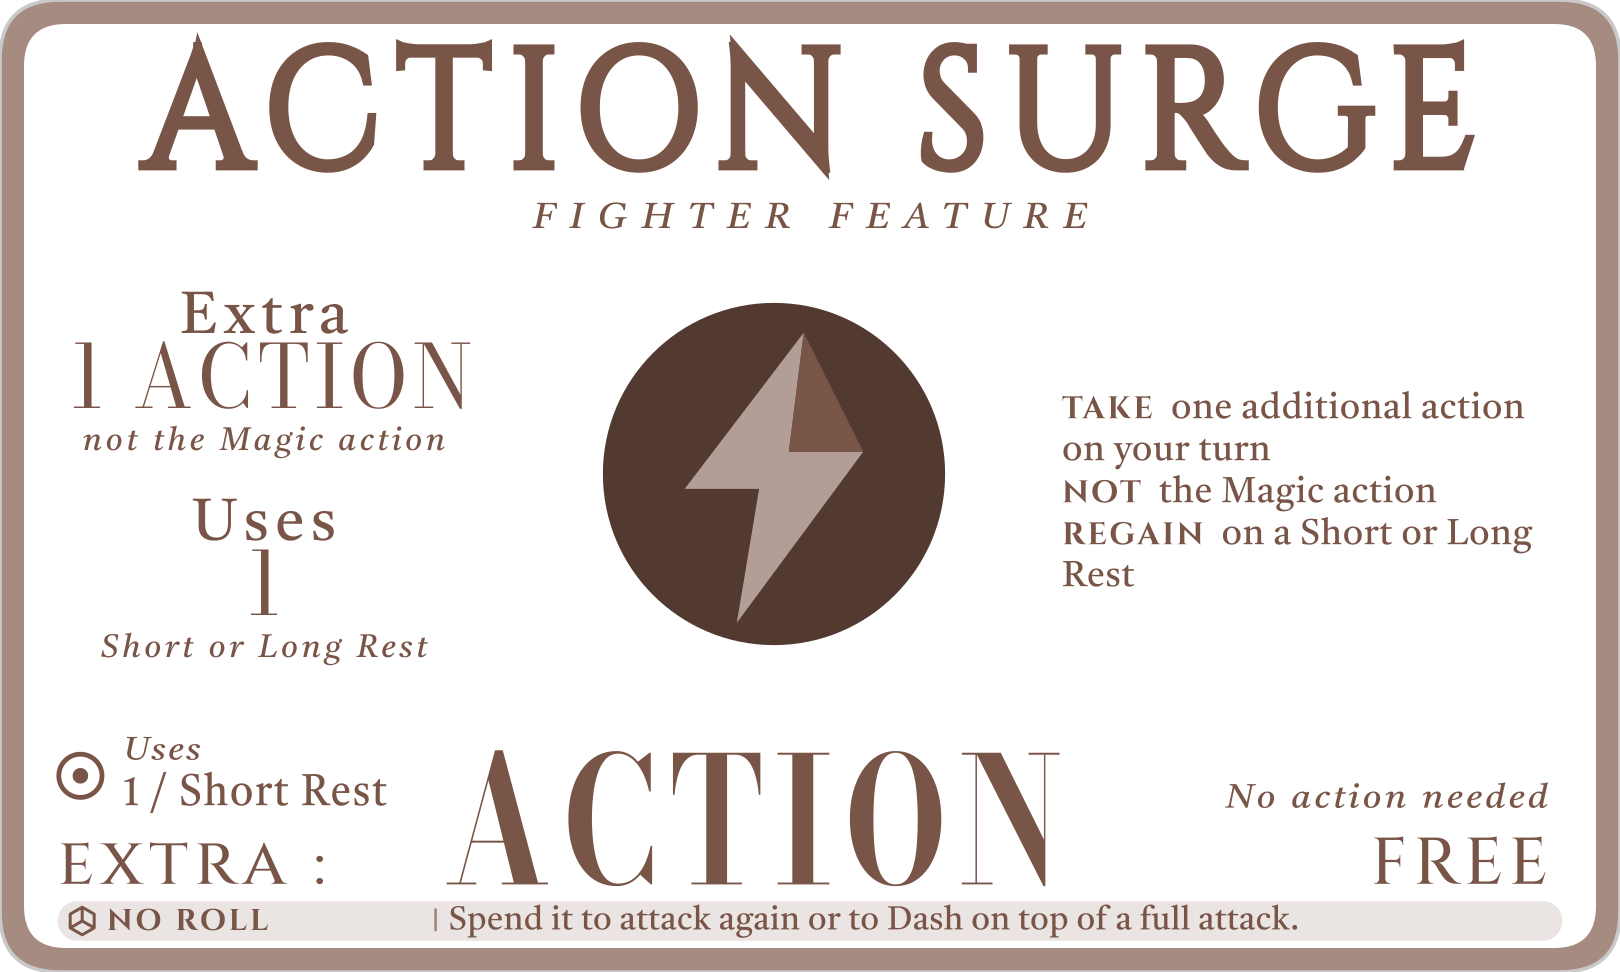 ACTION SURGE
FIGHTER FEATURE
Extra
1 ACTION
not the Magic action
Uses
1
Short or Long Rest
TAKE one additional action
on your turn
NOT the Magic action
REGAIN on a Short or Long
Rest
Uses
1 / Short Rest
EXTRA :
ACTION
No action needed
FREE
NO ROLL
| Spend it to attack again or to Dash on top of a full attack.